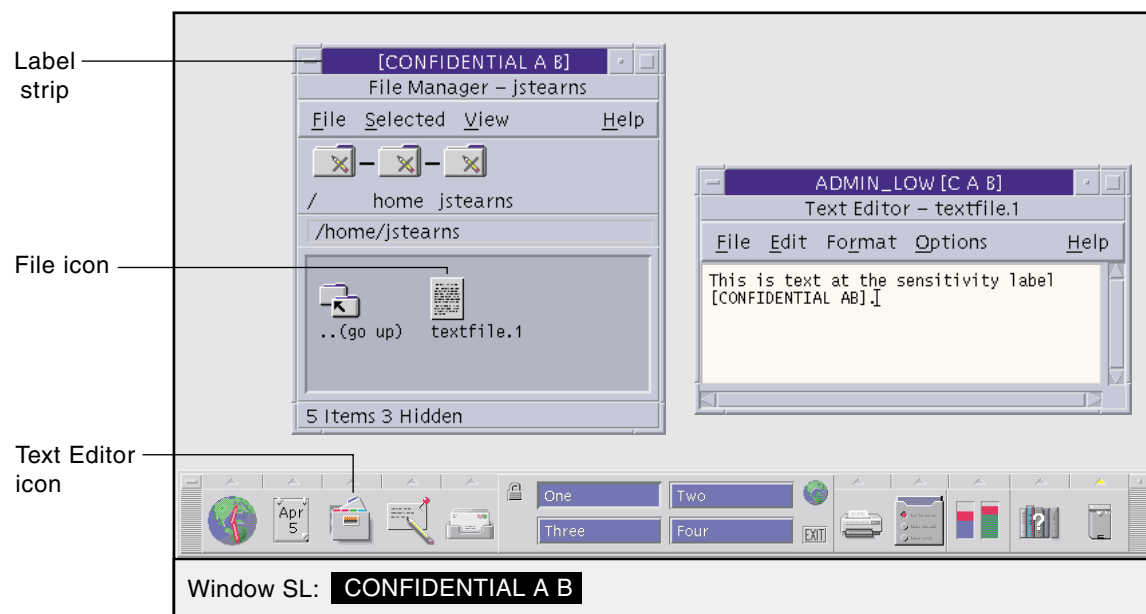 Label
strip
[CONFIDENTIAL A B]
File Manager – jstearns
File Selected View Help
/ home jstearns
/home/jstearns
File icon
..(go up) textfile.1
5 Items 3 Hidden
ADMIN_LOW [C A B]
Text Editor – textfile.1
File Edit Format Options Help
This is text at the sensitivity label
[CONFIDENTIAL AB].
Text Editor
icon
Apr
5
One Two
Three Four
EXIT
?
Window SL: CONFIDENTIAL A B